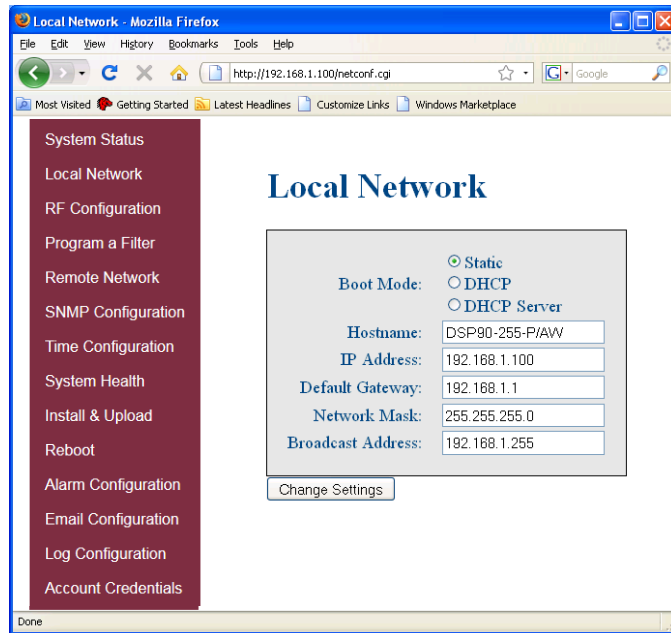 Local Network - Mozilla Firefox
File Edit View History Bookmarks Tools Help
http://192.168.1.100/netconf.cgi
G Google
Most Visited Getting Started Latest Headlines Customize Links Windows Marketplace
System Status
Local Network
RF Configuration
Program a Filter
Remote Network
SNMP Configuration
Time Configuration
System Health
Install & Upload
Reboot
Alarm Configuration
Email Configuration
Log Configuration
Account Credentials
Local Network
Boot Mode:
Static
DHCP
DHCP Server
Hostname: DSP90-255-P/AW
IP Address: 192.168.1.100
Default Gateway: 192.168.1.1
Network Mask: 255.255.255.0
Broadcast Address: 192.168.1.255
Change Settings
Done